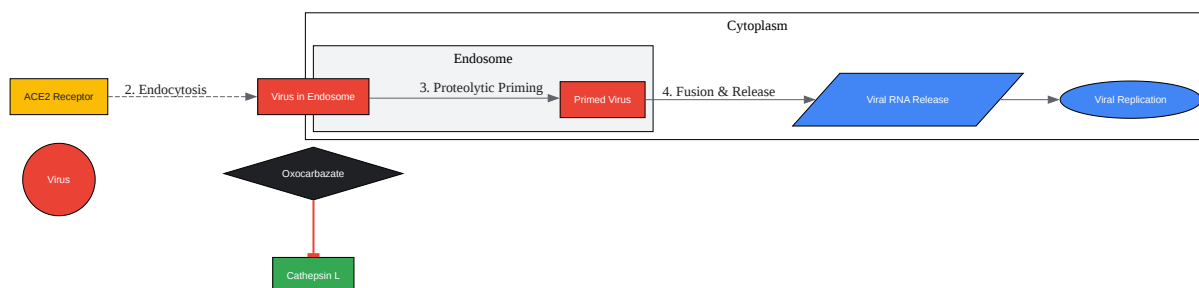 Cytoplasm
Endosome
ACE2 Receptor
2. Endocytosis
Virus in Endosome
3. Proteolytic Priming
Primed Virus
4. Fusion & Release
Viral RNA Release
Viral Replication
Virus
Oxocarbazate
Cathepsin L